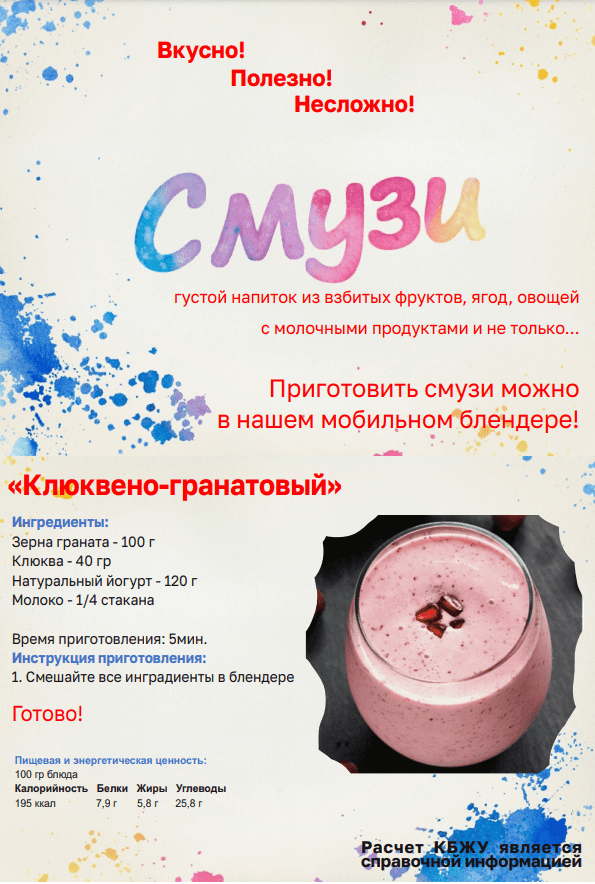 Вкусно!
Полезно!
Несложно!
Смузи
густой напиток из взбитых фруктов, ягод, овощей
с молочными продуктами и не только...
Приготовить смузи можно
в нашем мобильном блендере!
«Клюквено-гранатовый»
Ингредиенты:
Зерна граната - 100 г
Клюква - 40 гр
Натуральный йогурт - 120 г
Молоко - 1/4 стакана
Время приготовления: 5мин.
Инструкция приготовления:
1. Смешайте все инградиенты в блендере
Готово!
Пищевая и энергетическая ценность:
100 гр блюда
Калорийность Белки Жиры Углеводы
195 ккал 7,9 г 5,8 г 25,8 г
Расчет КБЖУ является
справочной информацией